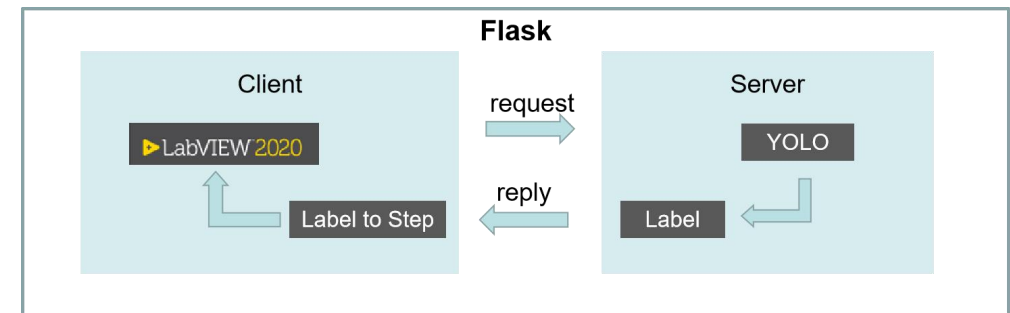 Flask
Client
request
Server
LabVIEW 2020
YOLO
reply
Label to Step
Label